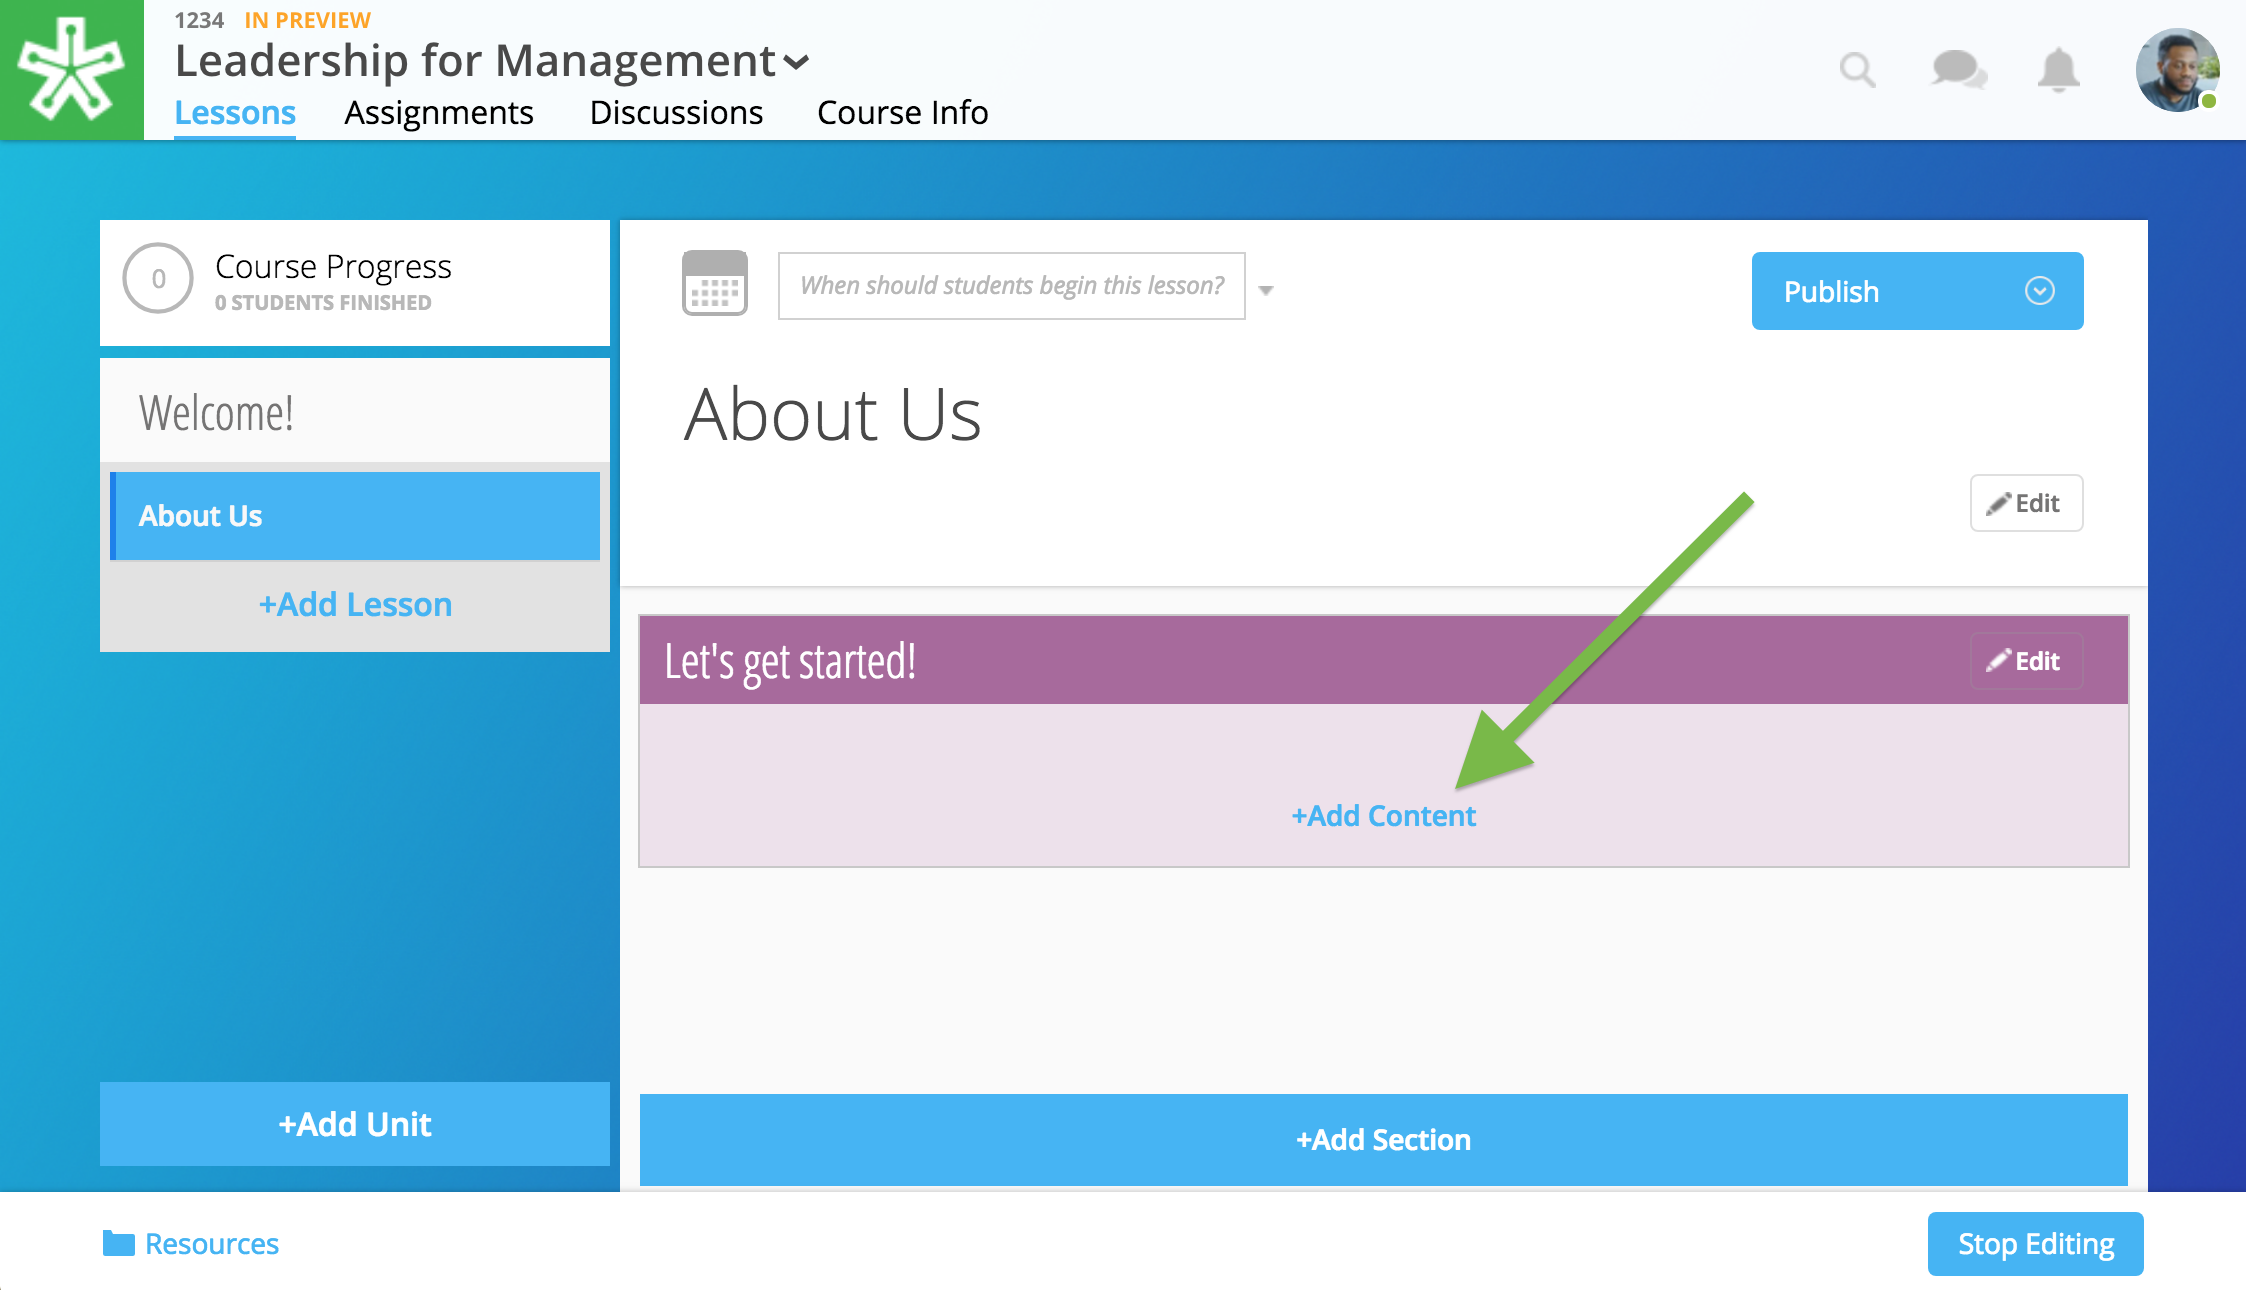 1234 IN PREVIEW
Leadership for Management
Lessons Assignments Discussions Course Info
0
Course Progress
0 STUDENTS FINISHED
Welcome!
About Us
+Add Lesson
+Add Unit
When should students begin this lesson?
Publish
About Us
Edit
Let's get started!
Edit
+Add Content
+Add Section
Resources
Stop Editing